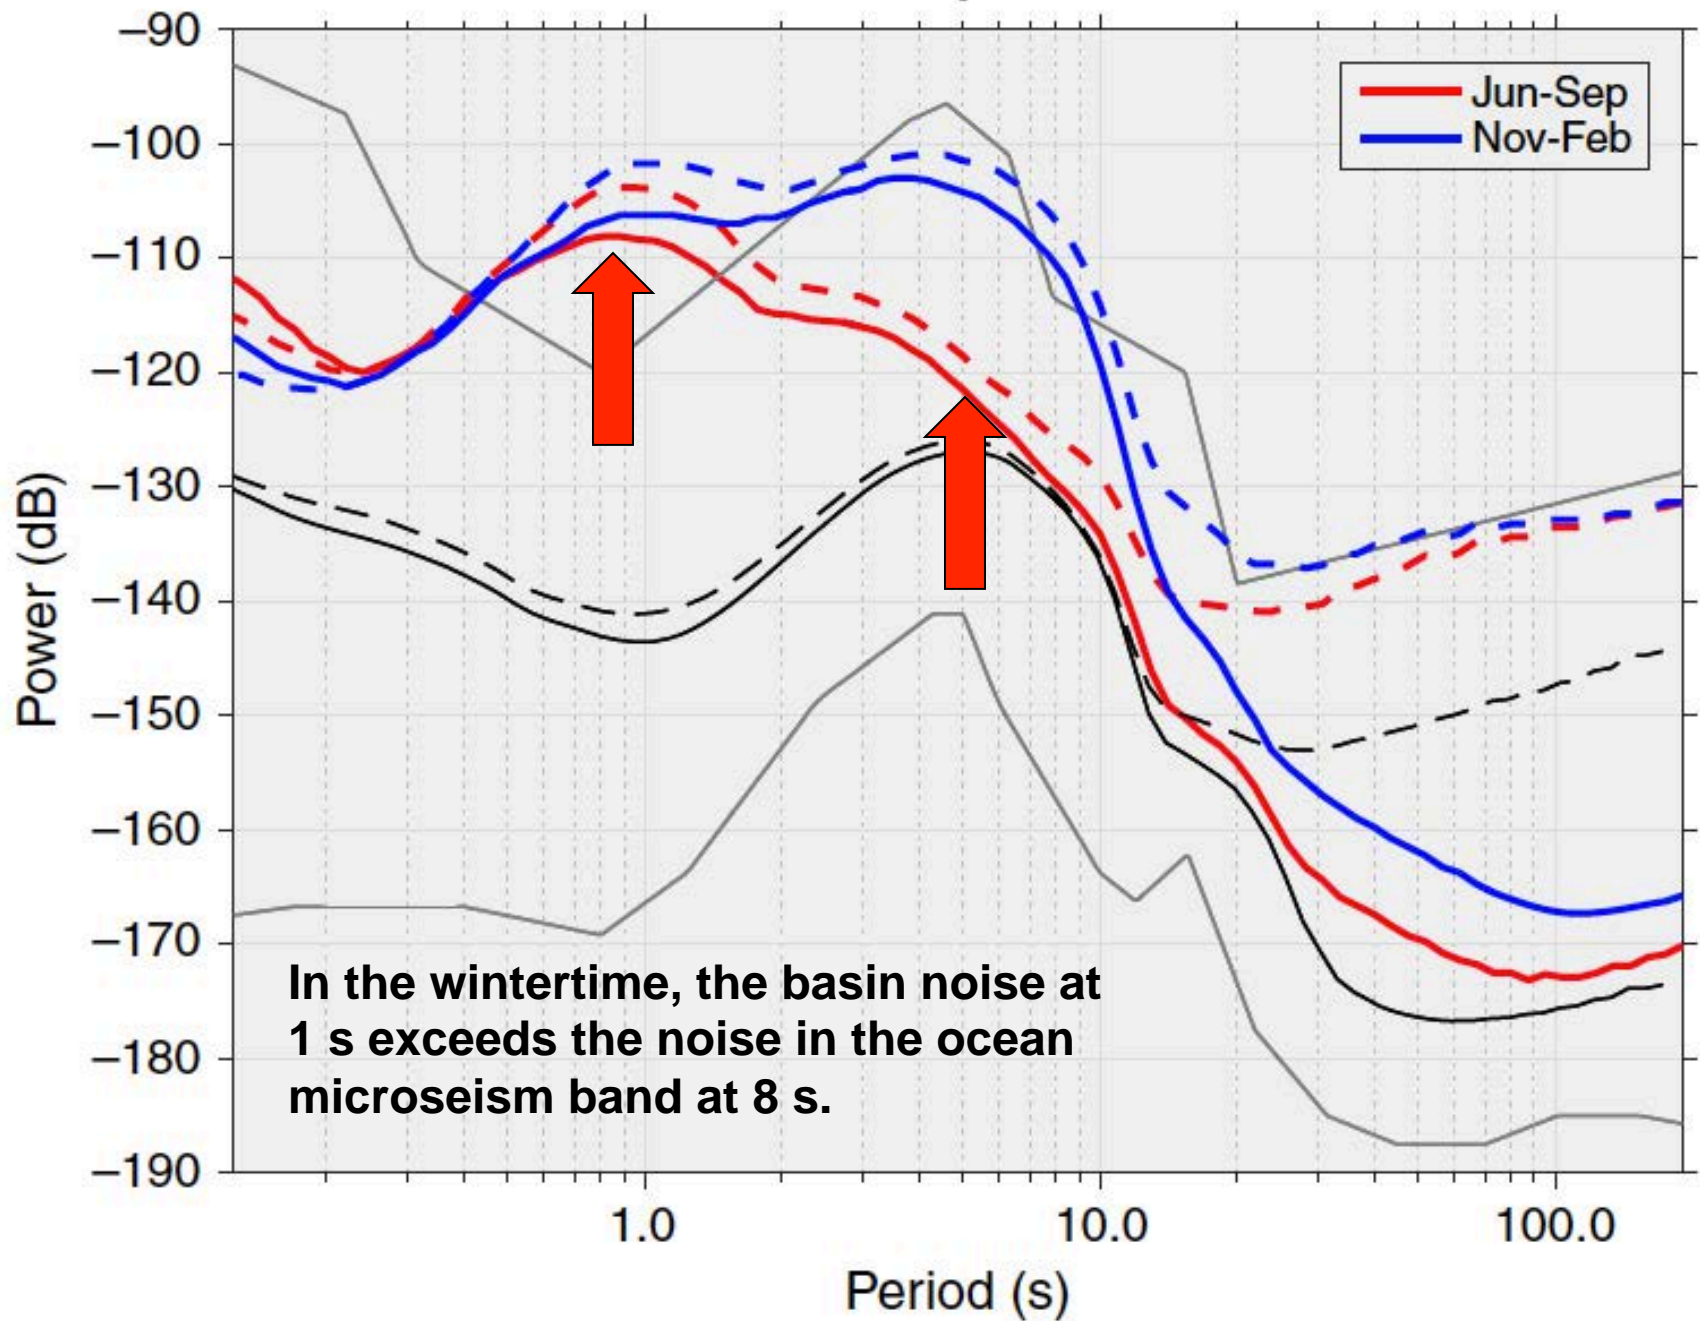 Jun-Sep
Nov-Feb
−90
−100
−110
−120
−130
−140
−150
−160
−170
−180
−190
Power (dB)
In the wintertime, the basin noise at
1 s exceeds the noise in the ocean
microseism band at 8 s.
1.0 10.0 100.0
Period (s)